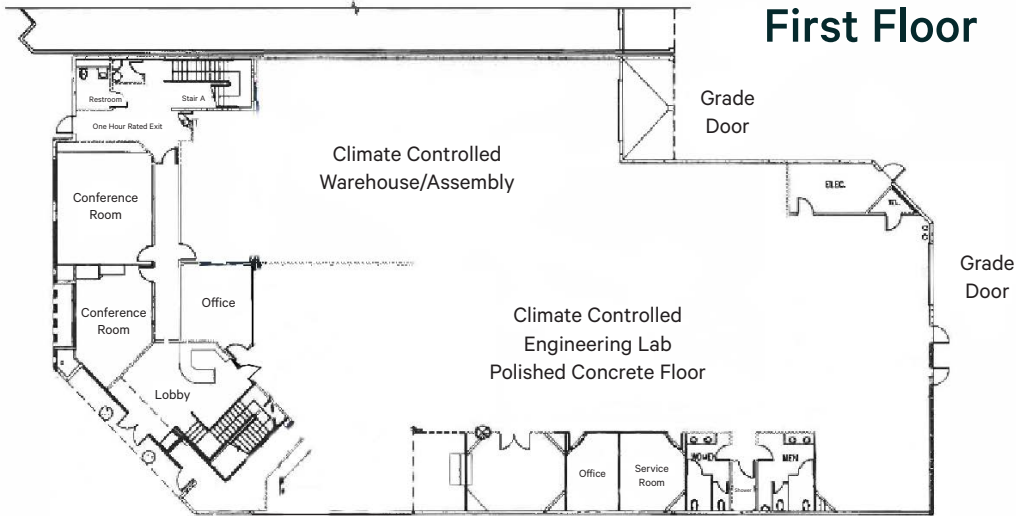 First Floor
Restroom
Stair A
One Hour Rated Exit
Grade
Door
Climate Controlled
Warehouse/Assembly
Conference
Room
ELEC.
TEL.
Grade
Door
Conference
Room
Office
Climate Controlled
Engineering Lab
Polished Concrete Floor
Lobby
WOMEN
MEN
Office
Service
Room
Shower